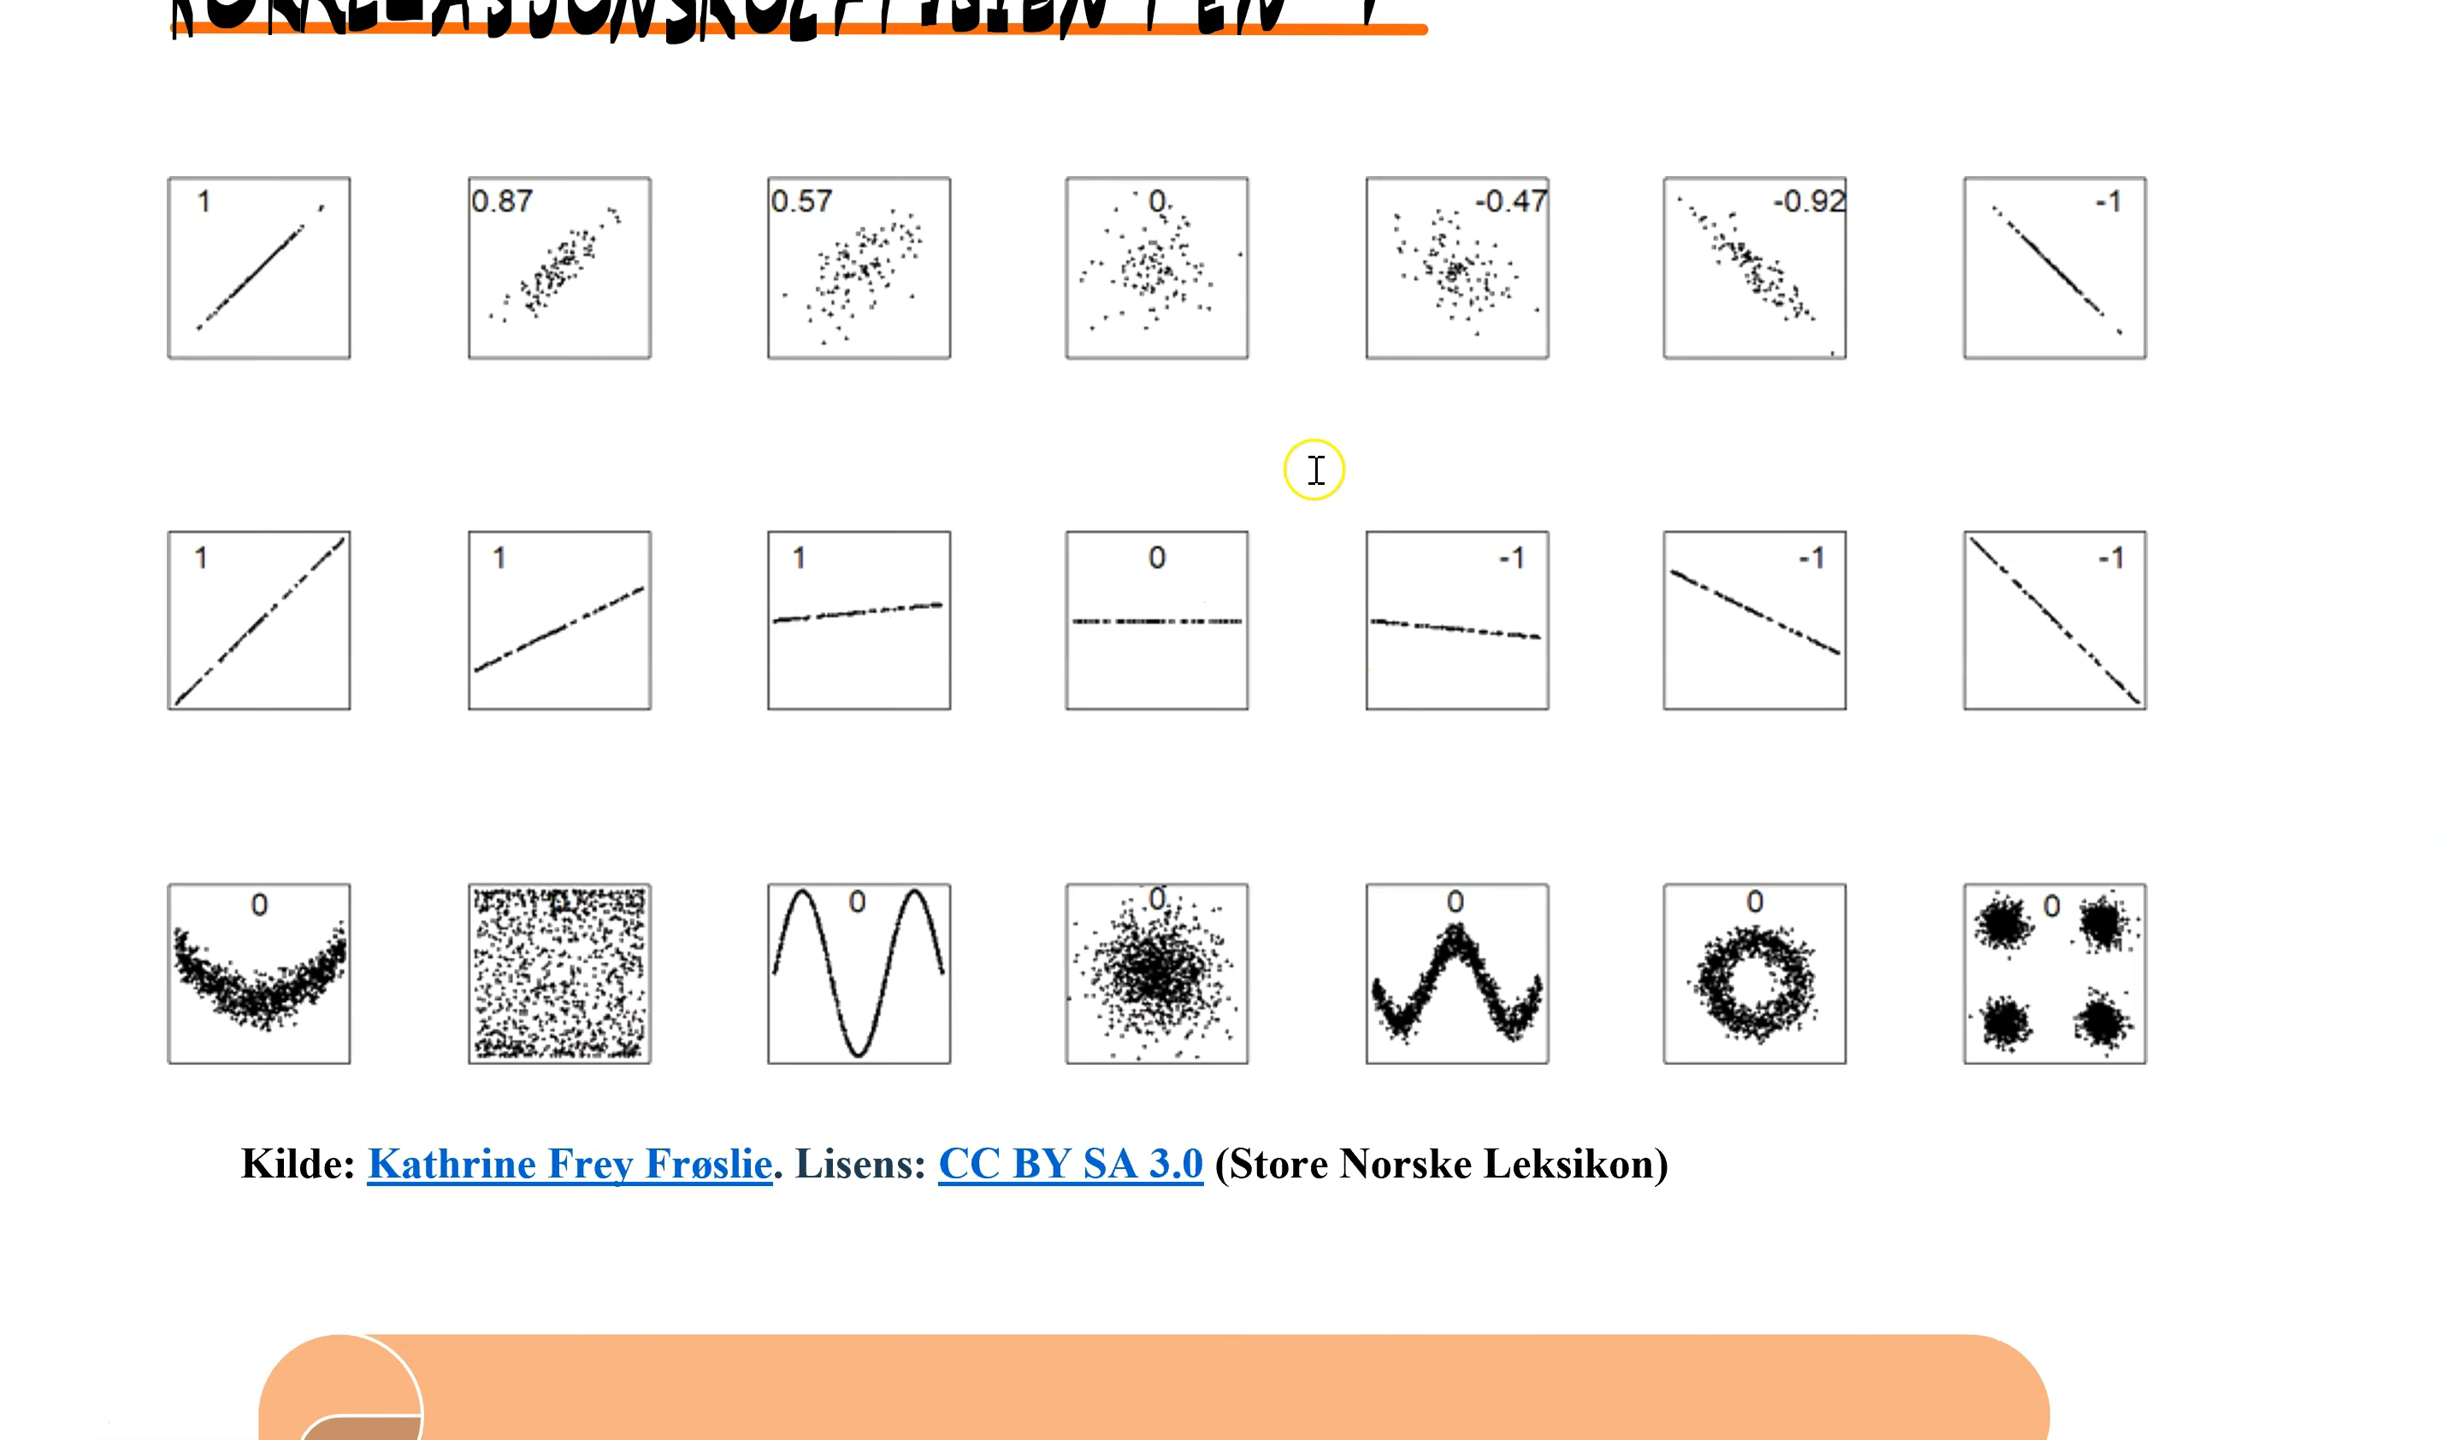 KORRELASJONSKOEFFISIENTEN r
1 0.87 0.57 0 -0.47 -0.92 -1
1 1 1 0 -1 -1 -1
0 0 0 0 0 0
Kilde: Kathrine Frey Frøslie. Lisens: CC BY SA 3.0 (Store Norske Leksikon)